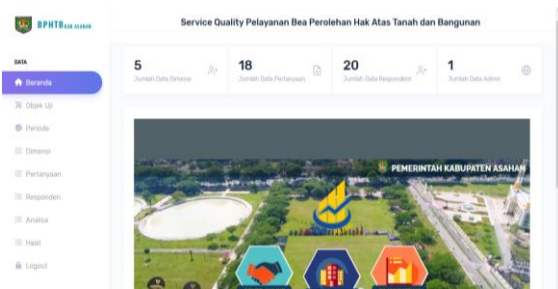 BPHTB KAB ASAHAN
Service Quality Pelayanan Bea Perolehan Hak Atas Tanah dan Bangunan
DATA
Beranda
Objek Uji
Periode
Dimensi
Pertanyaan
Responden
Analisa
Hasil
Logout
5
Jumlah Data Dimensi
18
Jumlah Data Pertanyaan
20
Jumlah Data Respondent
1
Jumlah Data Admin
PEMERINTAH KABUPATEN ASAHAN